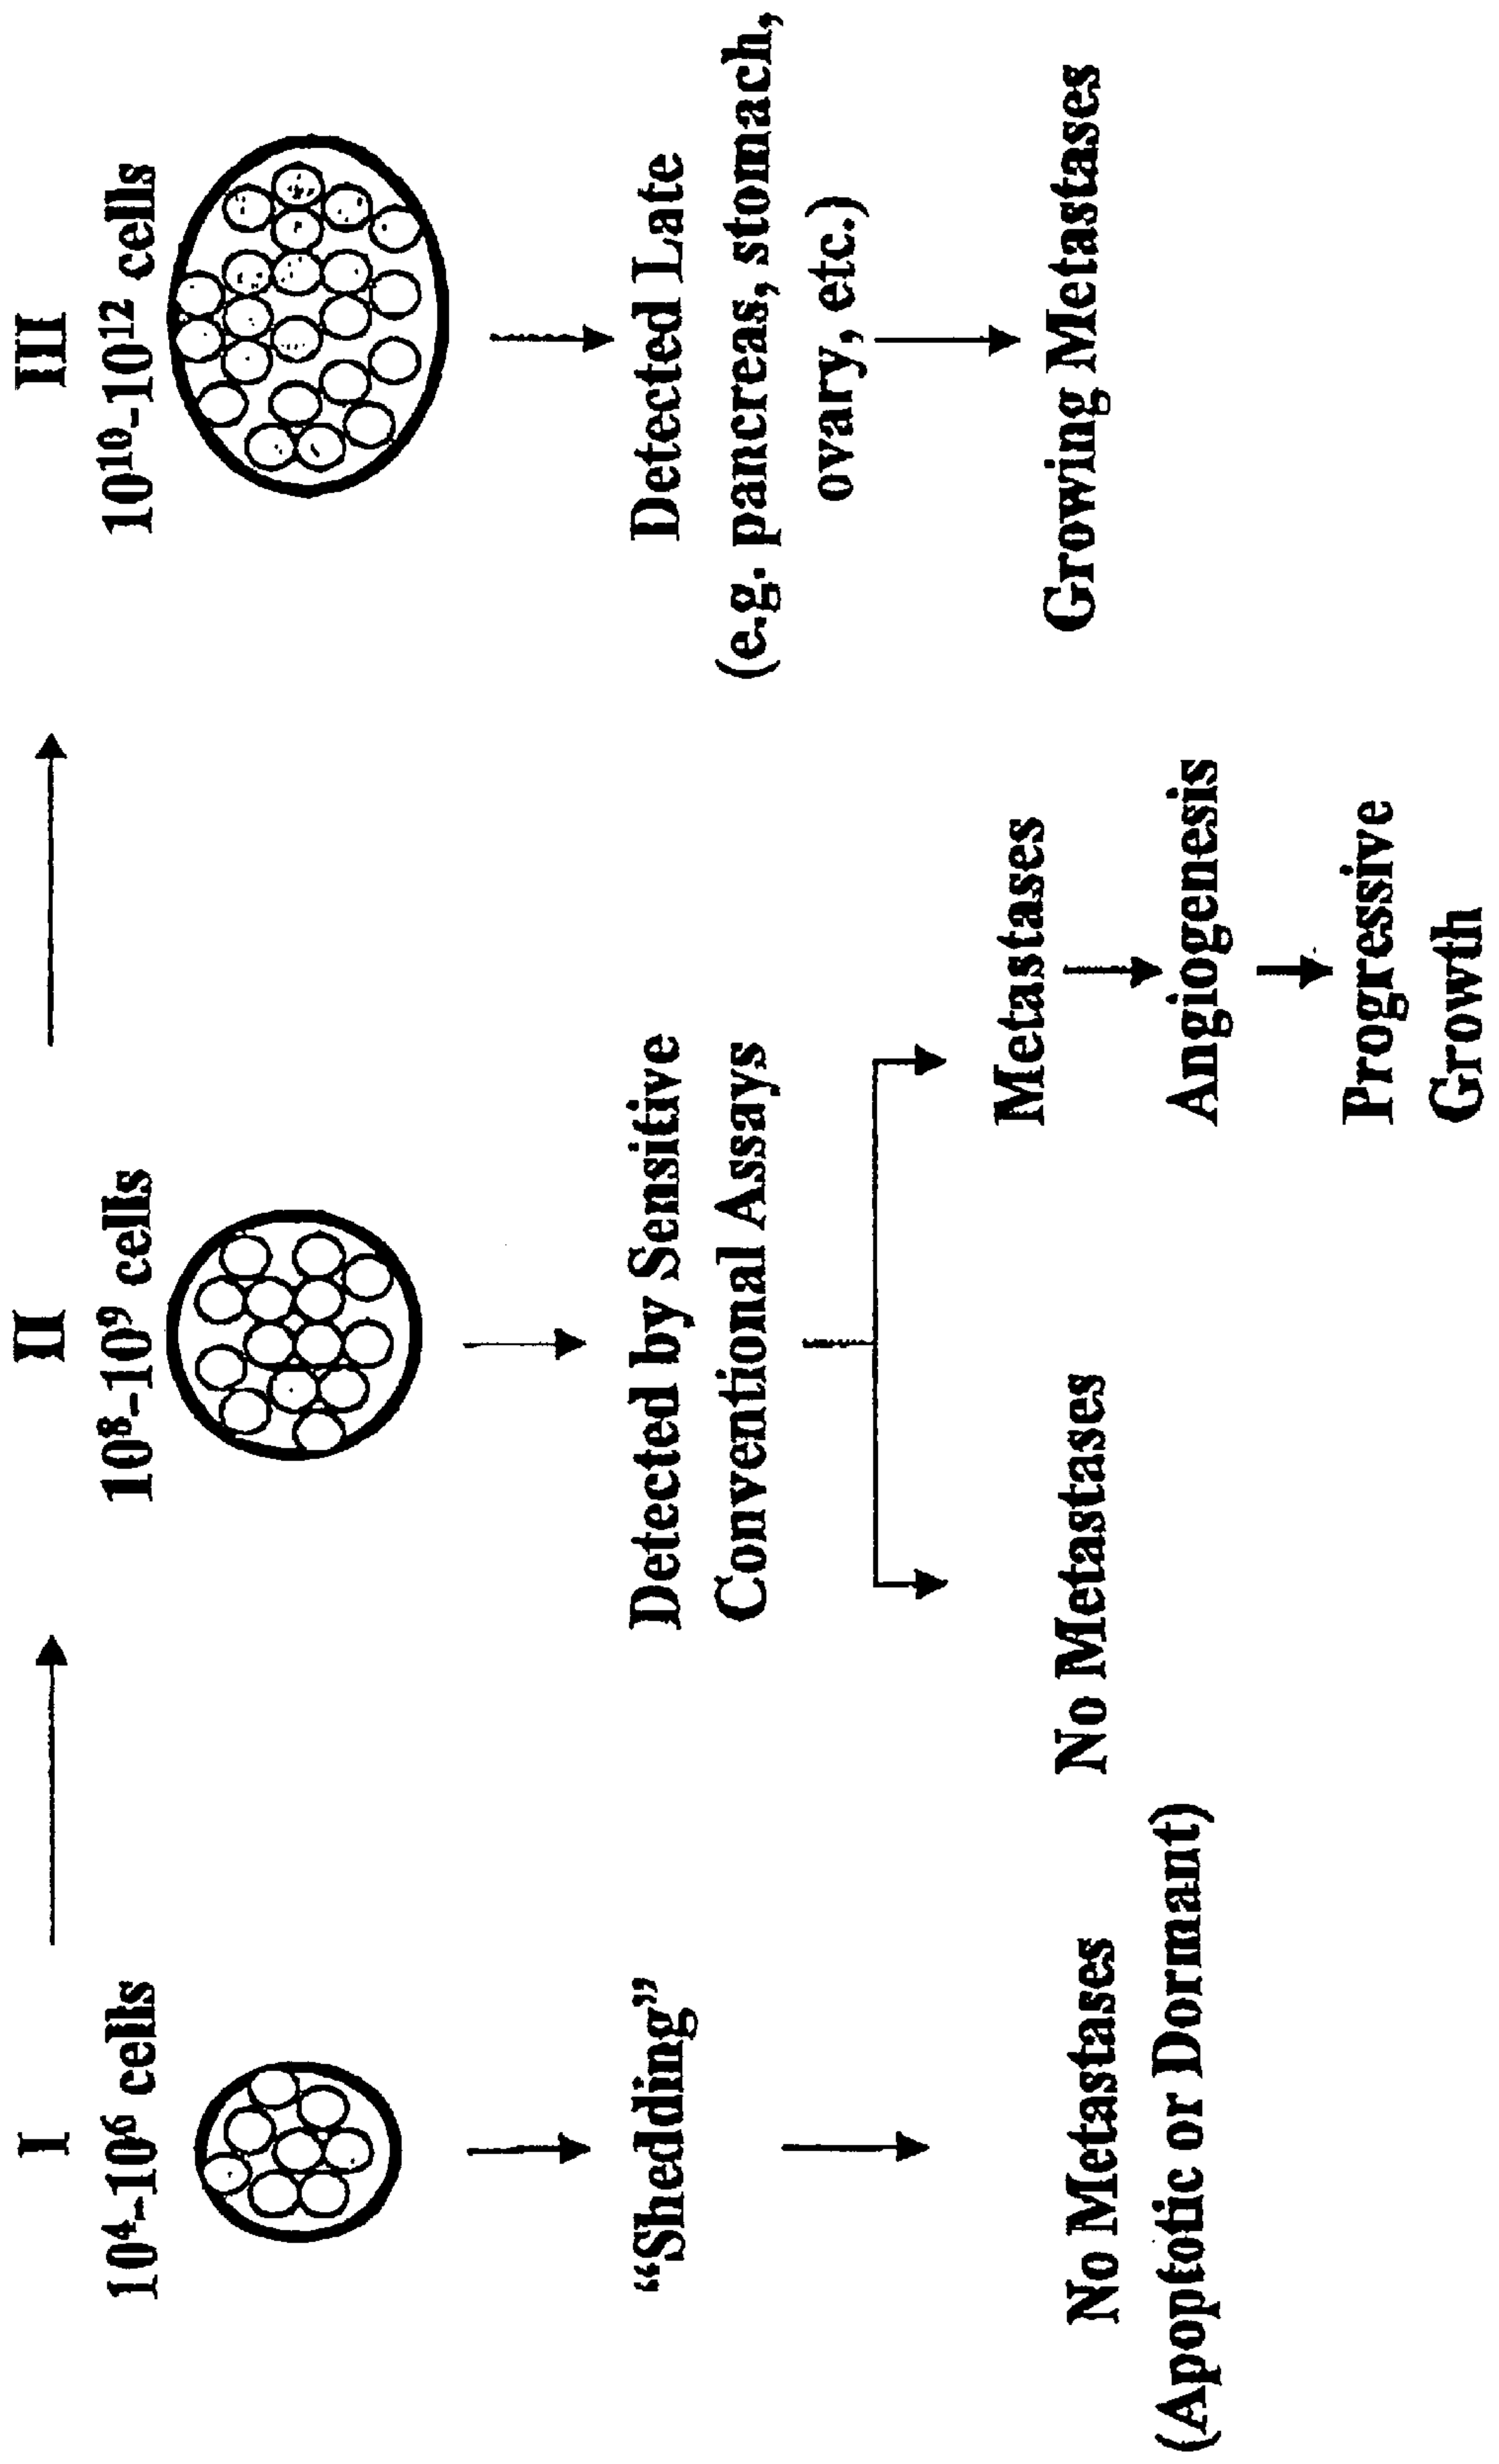 I
10⁴-10⁶ cells
“Shedding”
No Metastases
(Apoptotic or Dormant)
II
10⁸-10⁹ cells
Detected by Sensitive
Conventional Assays
No Metastases
Metastases
Angiogenesis
Progressive
Growth
III
10¹⁰-10¹² cells
Detected Late
(e.g. pancreas, stomach,
ovary, etc.)
Growing Metastases